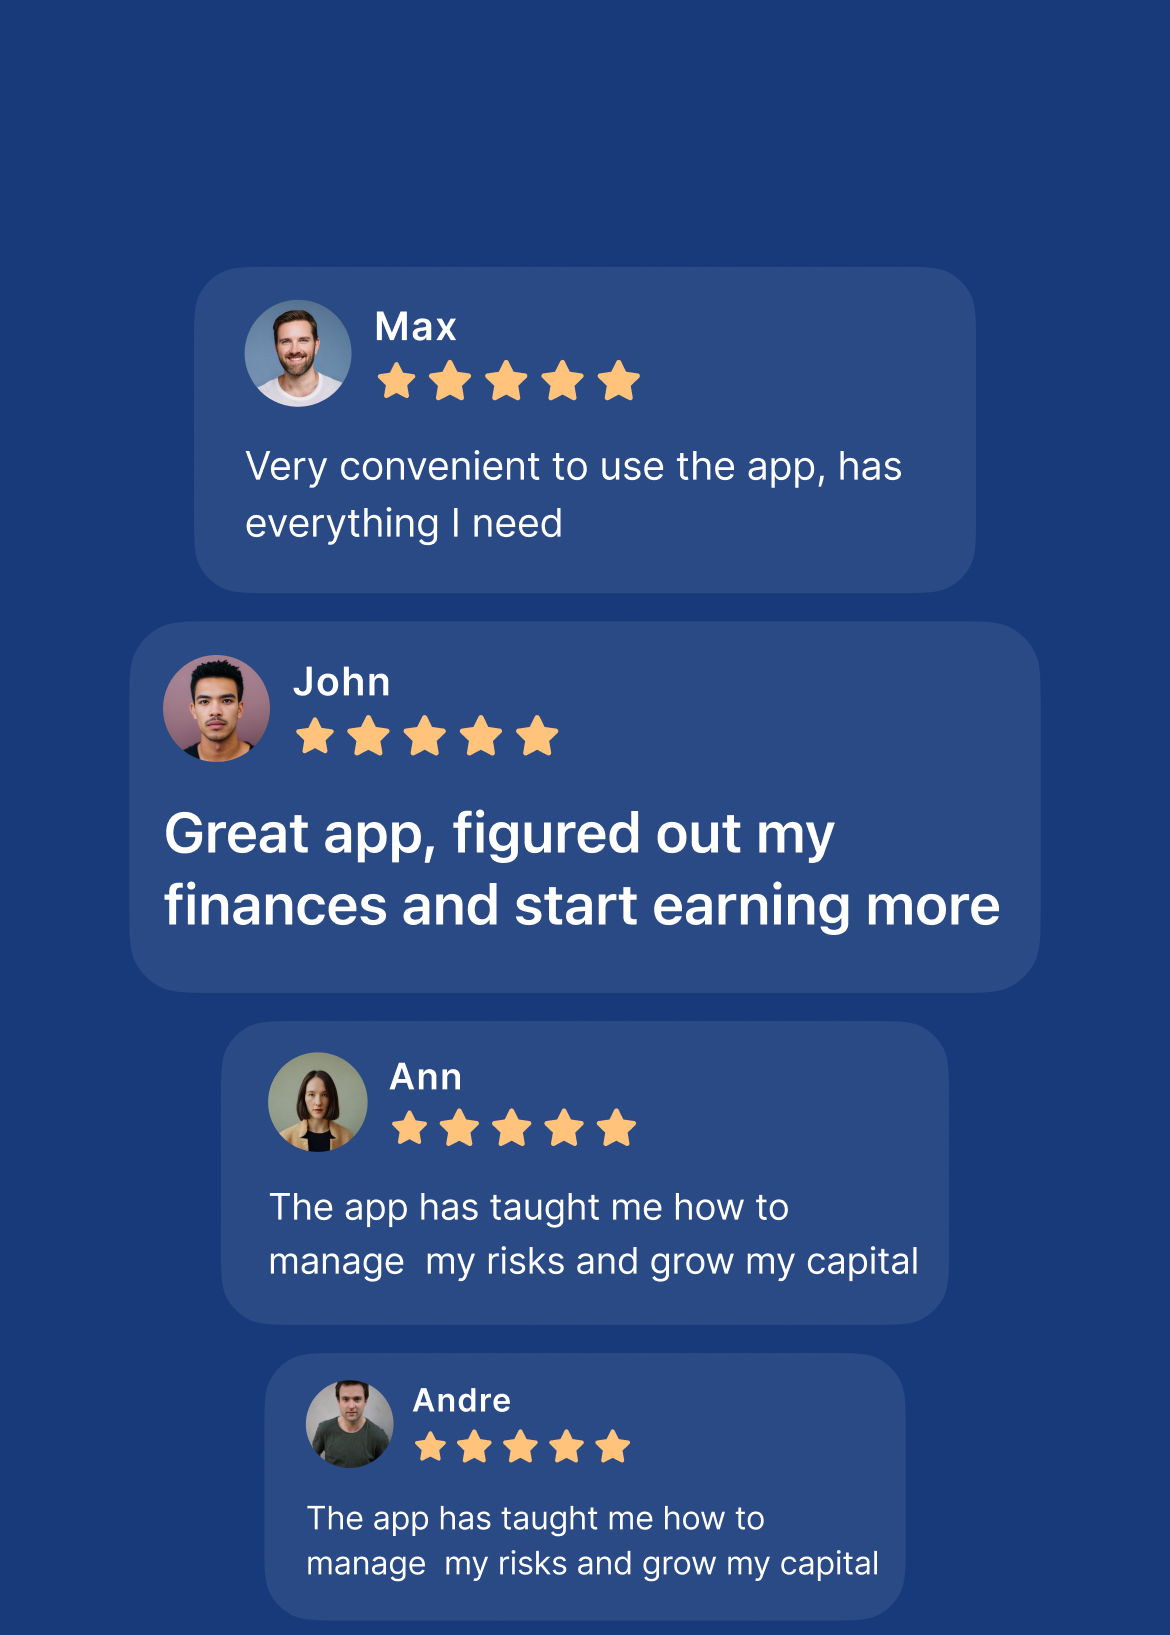 Max
Very convenient to use the app, has
everything I need
John
Great app, figured out my
finances and start earning more
Ann
The app has taught me how to
manage  my risks and grow my capital
Andre
The app has taught me how to
manage  my risks and grow my capital